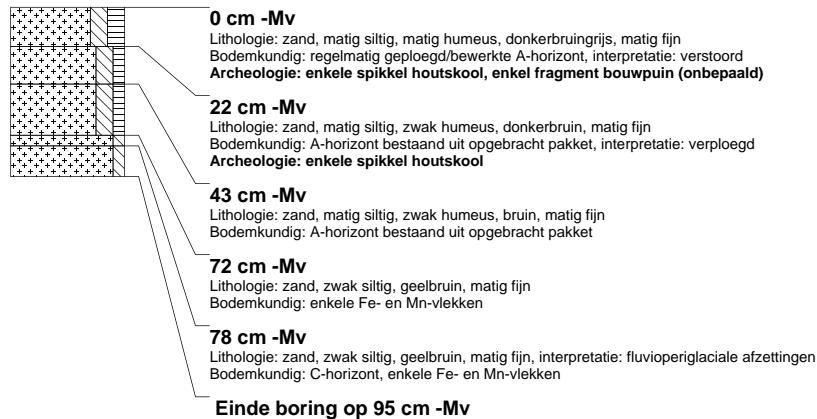 0 cm -Mv
Lithologie: zand, matig siltig, matig humeus, donkerbruingrijs, matig fijn
Bodemkundig: regelmatig geploegd/bewerkte A-horizont, interpretatie: verstoord
Archeologie: enkele spikkel houtskool, enkel fragment bouwpuin (onbepaald)
22 cm -Mv
Lithologie: zand, matig siltig, zwak humeus, donkerbruin, matig fijn
Bodemkundig: A-horizont bestaand uit opgebracht pakket, interpretatie: verploegd
Archeologie: enkele spikkel houtskool
43 cm -Mv
Lithologie: zand, matig siltig, zwak humeus, bruin, matig fijn
Bodemkundig: A-horizont bestaand uit opgebracht pakket
72 cm -Mv
Lithologie: zand, zwak siltig, geelbruin, matig fijn
Bodemkundig: enkele Fe- en Mn-vlekken
78 cm -Mv
Lithologie: zand, zwak siltig, geelbruin, matig fijn, interpretatie: fluvioperiglaciale afzettingen
Bodemkundig: C-horizont, enkele Fe- en Mn-vlekken
Einde boring op 95 cm -Mv